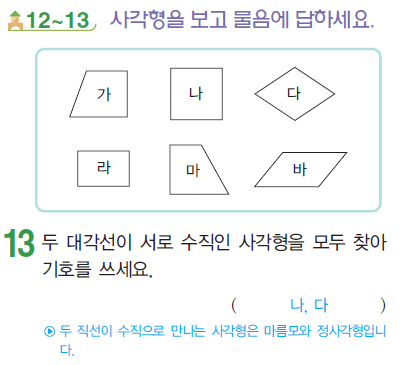 12~13 사각형을 보고 물음에 답하세요.
가 나 다
라 마 바
13 두 대각선이 서로 수직인 사각형을 모두 찾아
기호를 쓰세요.
( 나, 다 )
두 직선이 수직으로 만나는 사각형은 마름모와 정사각형입니
다.